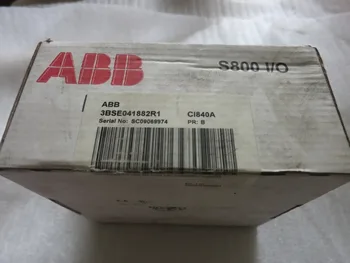 ABB
S800 I/O
ABB
3BSE041882R1 CI840A
Serial No: SC09089974 PR: B